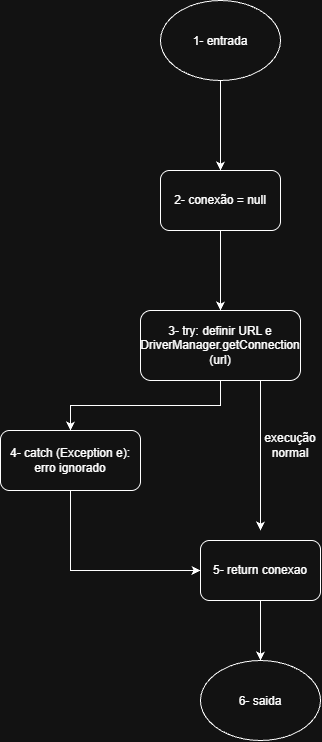 1- entrada
2- conexão = null
3- try: definir URL e
DriverManager.getConnection
(url)
execução
normal
4- catch (Exception e):
erro ignorado
5- return conexao
6- saida